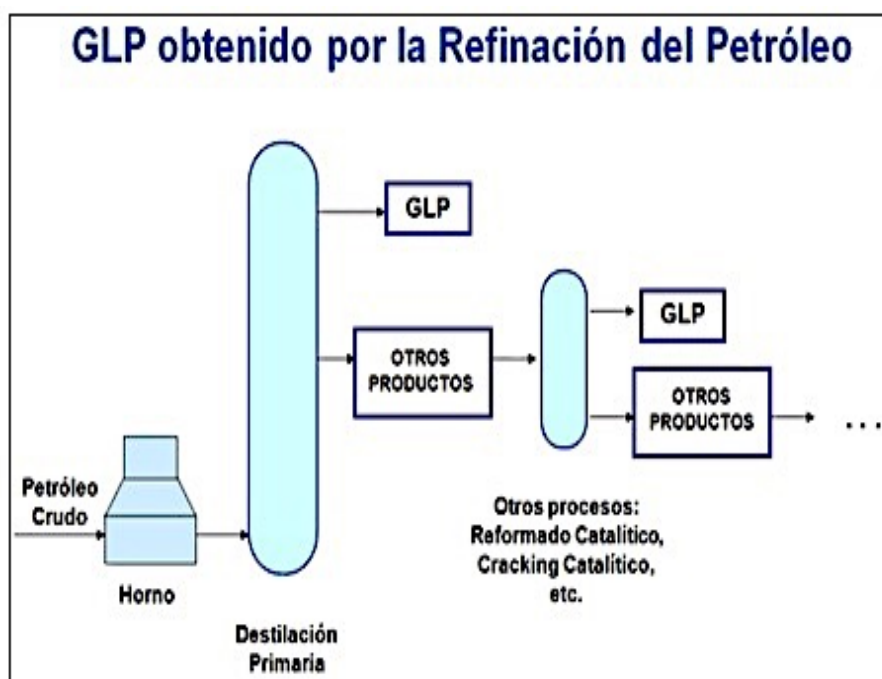 GLP obtenido por la Refinación del Petróleo
GLP
OTROS
PRODUCTOS
GLP
OTROS
PRODUCTOS
. . .
Petróleo
Crudo
Horno
Destilación
Primaria
Otros procesos:
Reformado Catalítico,
Cracking Catalítico,
etc.